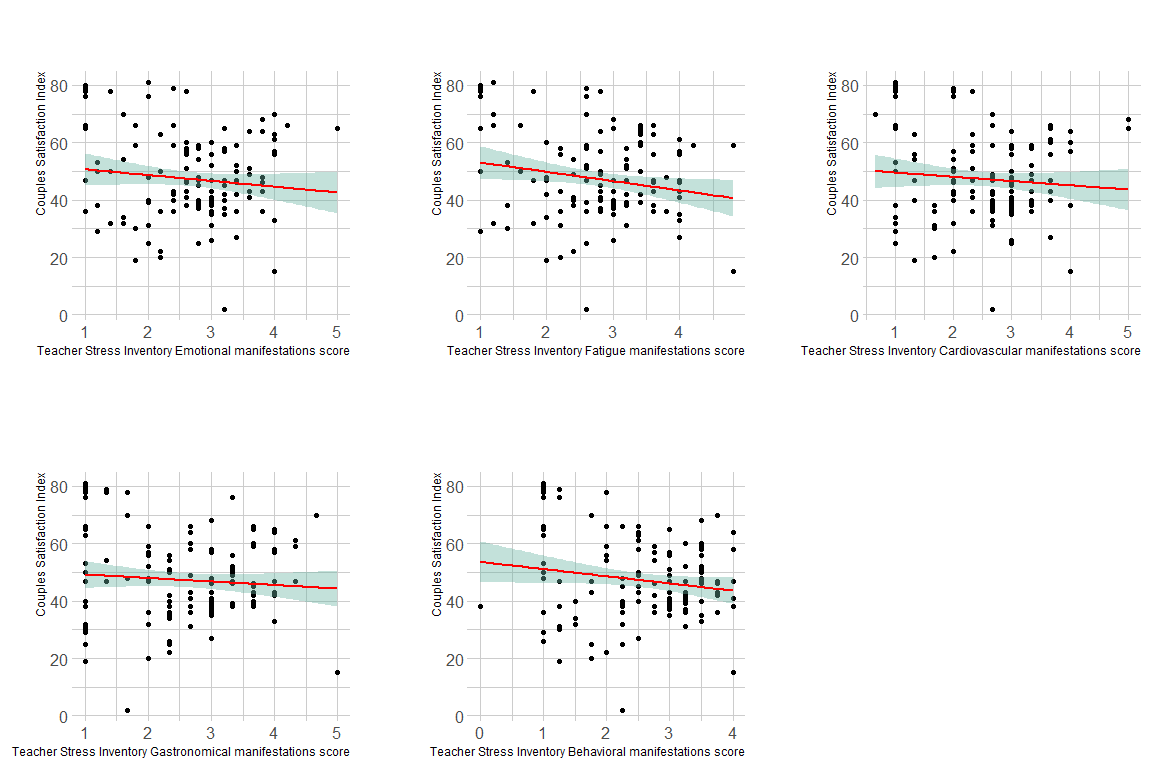 Couples Satisfaction Index
80
60
40
20
0
1 2 3 4 5
Teacher Stress Inventory Emotional manifestations score
Couples Satisfaction Index
80
60
40
20
0
1 2 3 4
Teacher Stress Inventory Fatigue manifestations score
Couples Satisfaction Index
80
60
40
20
0
1 2 3 4 5
Teacher Stress Inventory Cardiovascular manifestations score
Couples Satisfaction Index
80
60
40
20
0
1 2 3 4 5
Teacher Stress Inventory Gastronomical manifestations score
Couples Satisfaction Index
80
60
40
20
0
0 1 2 3 4
Teacher Stress Inventory Behavioral manifestations score